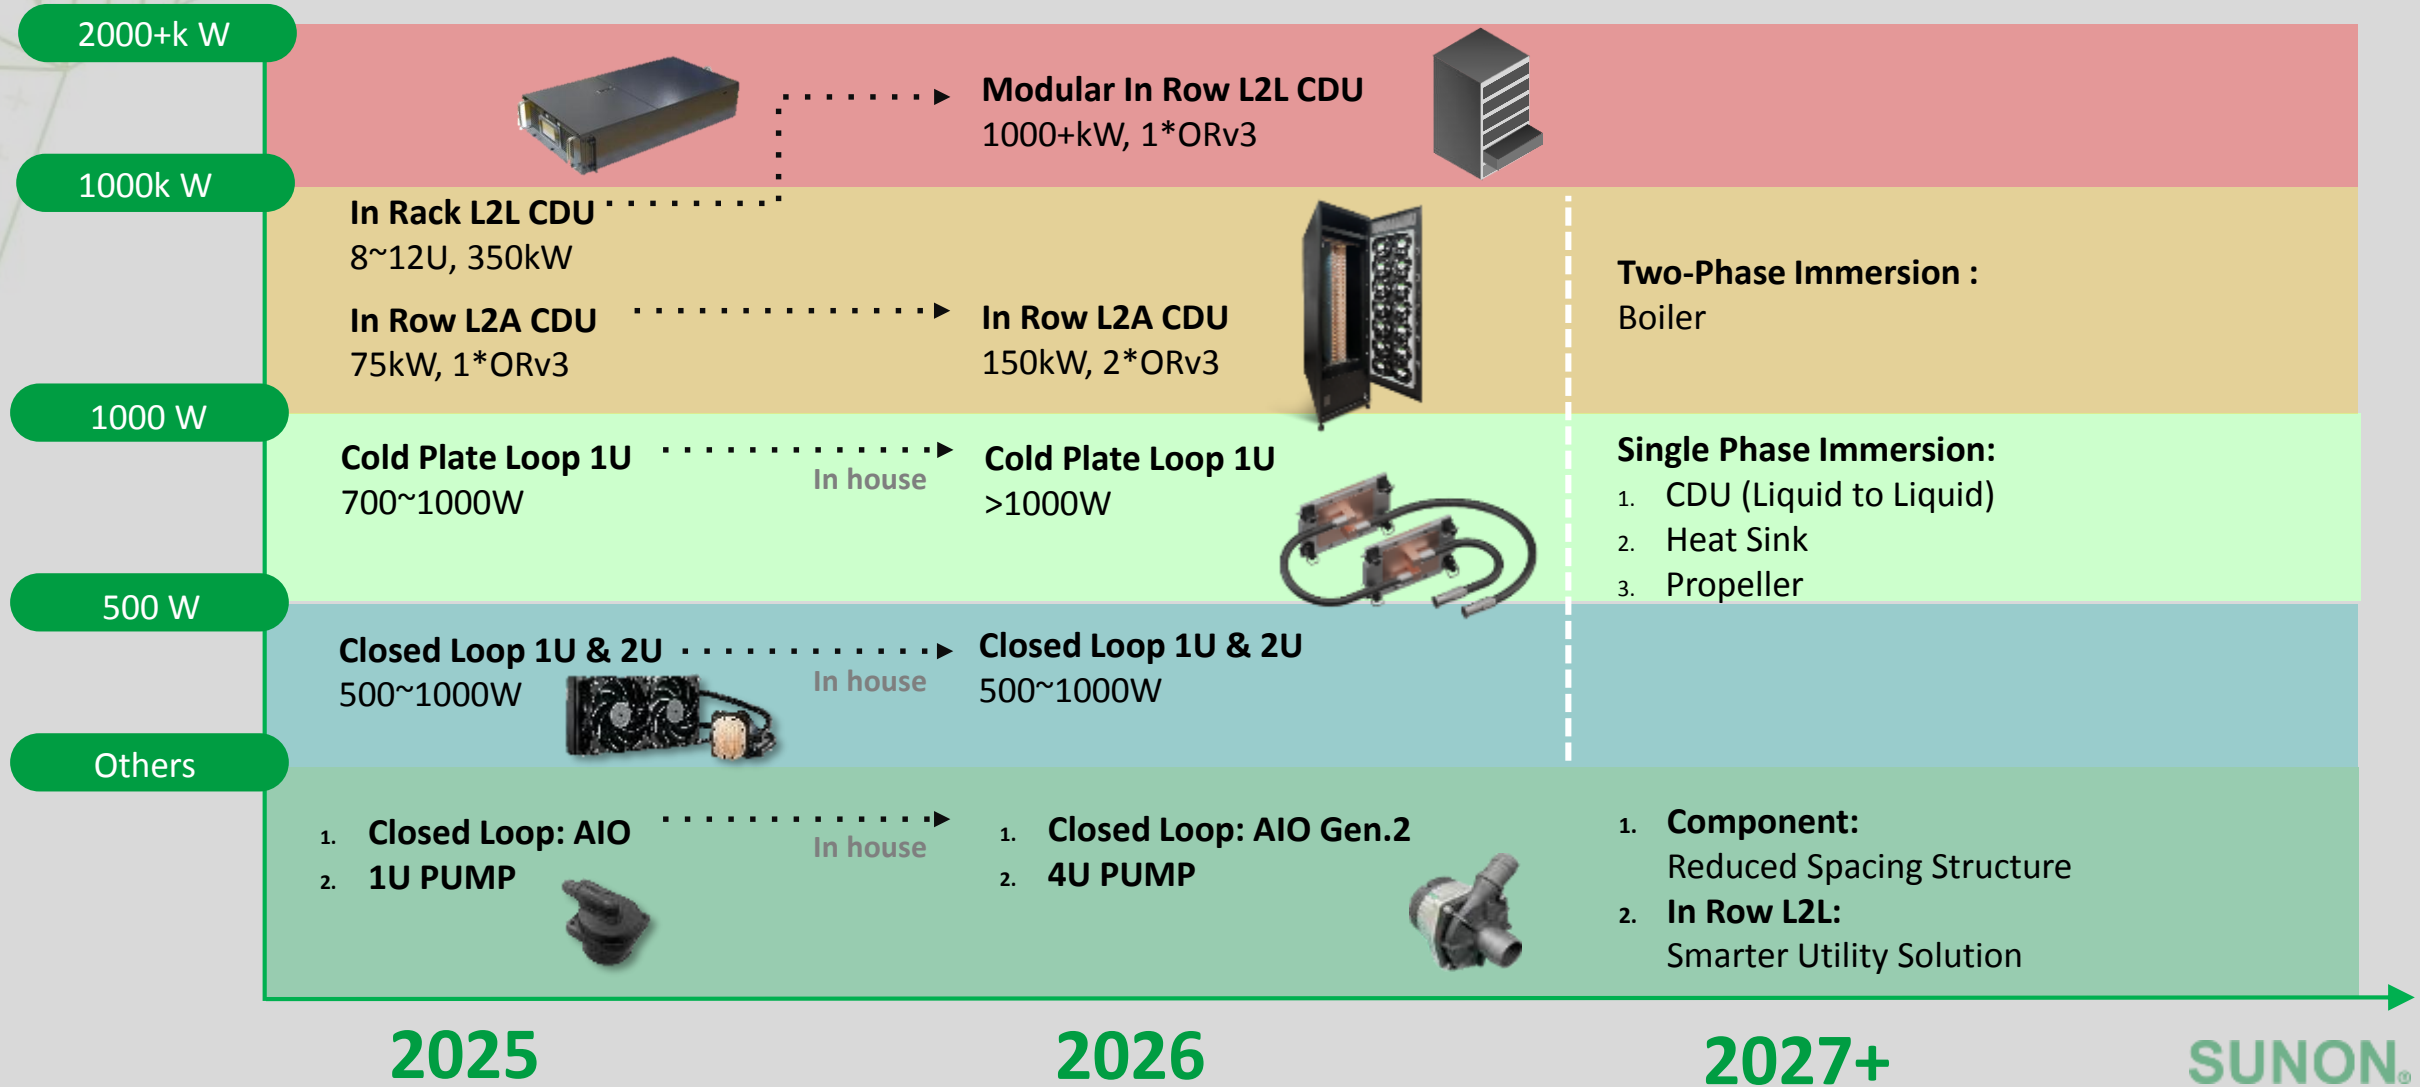 2000+k W
Modular In Row L2L CDU
1000+kW, 1*ORv3
1000k W
In Rack L2L CDU
8~12U, 350kW
In Row L2A CDU
75kW, 1*ORv3
In Row L2A CDU
150kW, 2*ORv3
Two-Phase Immersion :
Boiler
1000 W
Cold Plate Loop 1U
700~1000W
In house
Cold Plate Loop 1U
>1000W
Single Phase Immersion:
1. CDU (Liquid to Liquid)
2. Heat Sink
3. Propeller
500 W
Closed Loop 1U & 2U
500~1000W
In house
Closed Loop 1U & 2U
500~1000W
Others
1. Closed Loop: AIO
2. 1U PUMP
In house
1. Closed Loop: AIO Gen.2
2. 4U PUMP
1. Component:
Reduced Spacing Structure
2. In Row L2L:
Smarter Utility Solution
2025
2026
2027+
SUNON®